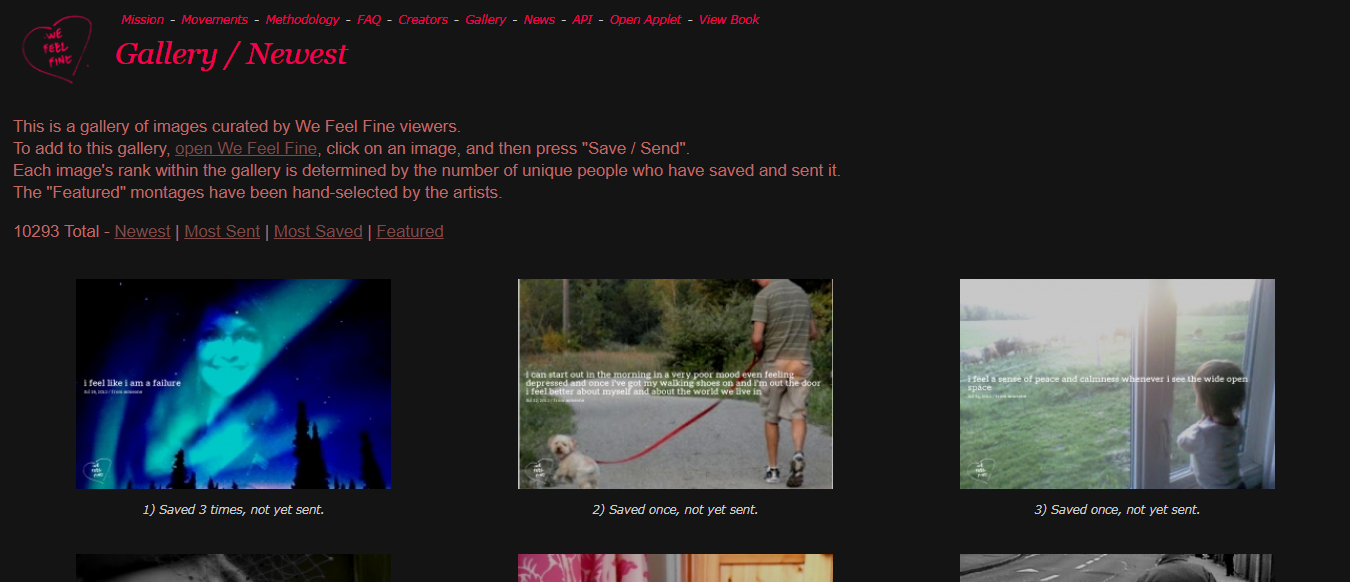 Mission - Movements - Methodology - FAQ - Creators - Gallery - News - API - Open Applet - View Book
WE
FEEL
FINE
Gallery / Newest
This is a gallery of images curated by We Feel Fine viewers.
To add to this gallery, open We Feel Fine, click on an image, and then press "Save / Send".
Each image's rank within the gallery is determined by the number of unique people who have saved and sent it.
The "Featured" montages have been hand-selected by the artists.
10293 Total - Newest | Most Sent | Most Saved | Featured
i feel like i am a failure
i can start out in the morning in a very poor mood even feeling
depressed and once i've got my walking shoes on and i'm out the door
i feel better about myself and about the world we live in
i feel a sense of peace and calmness whenever i see the wide open
space
1) Saved 3 times, not yet sent.
2) Saved once, not yet sent.
3) Saved once, not yet sent.